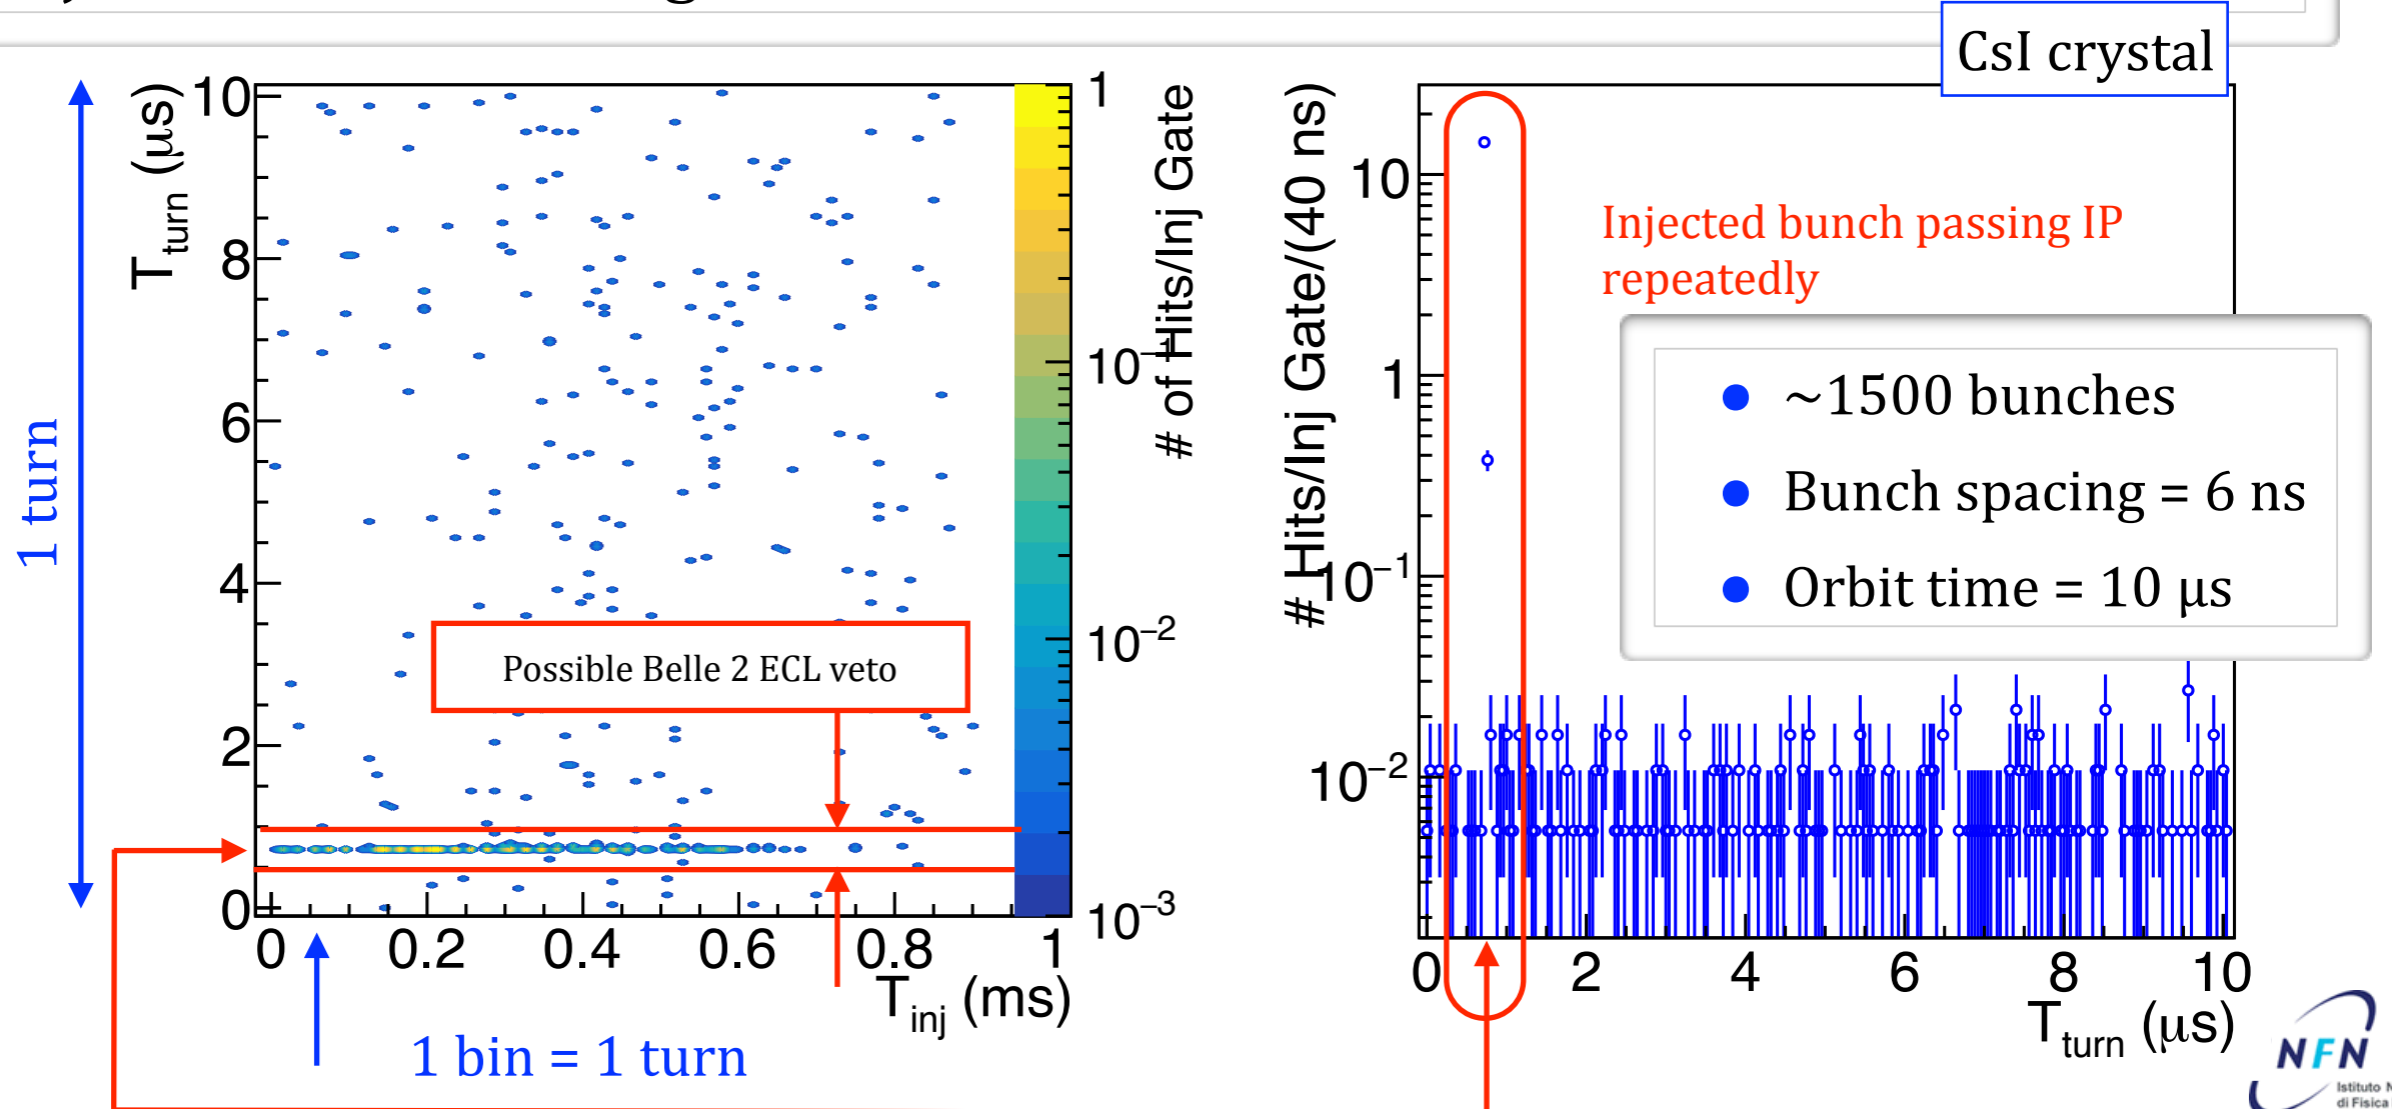 CsI crystal
1 turn
T_turn (μs)
10
8
6
4
2
0
0 0.2 0.4 0.6 0.8 1
T_inj (ms)
1 bin = 1 turn
Possible Belle 2 ECL veto
1
10⁻¹
10⁻²
10⁻³
# of Hits/Inj Gate
# Hits/Inj Gate/(40 ns)
10
1
10⁻¹
10⁻²
Injected bunch passing IP
repeatedly
● ~1500 bunches
● Bunch spacing = 6 ns
● Orbit time = 10 μs
0 2 4 6 8 10
T_turn (μs)
NFN
Istituto N
di Fisica